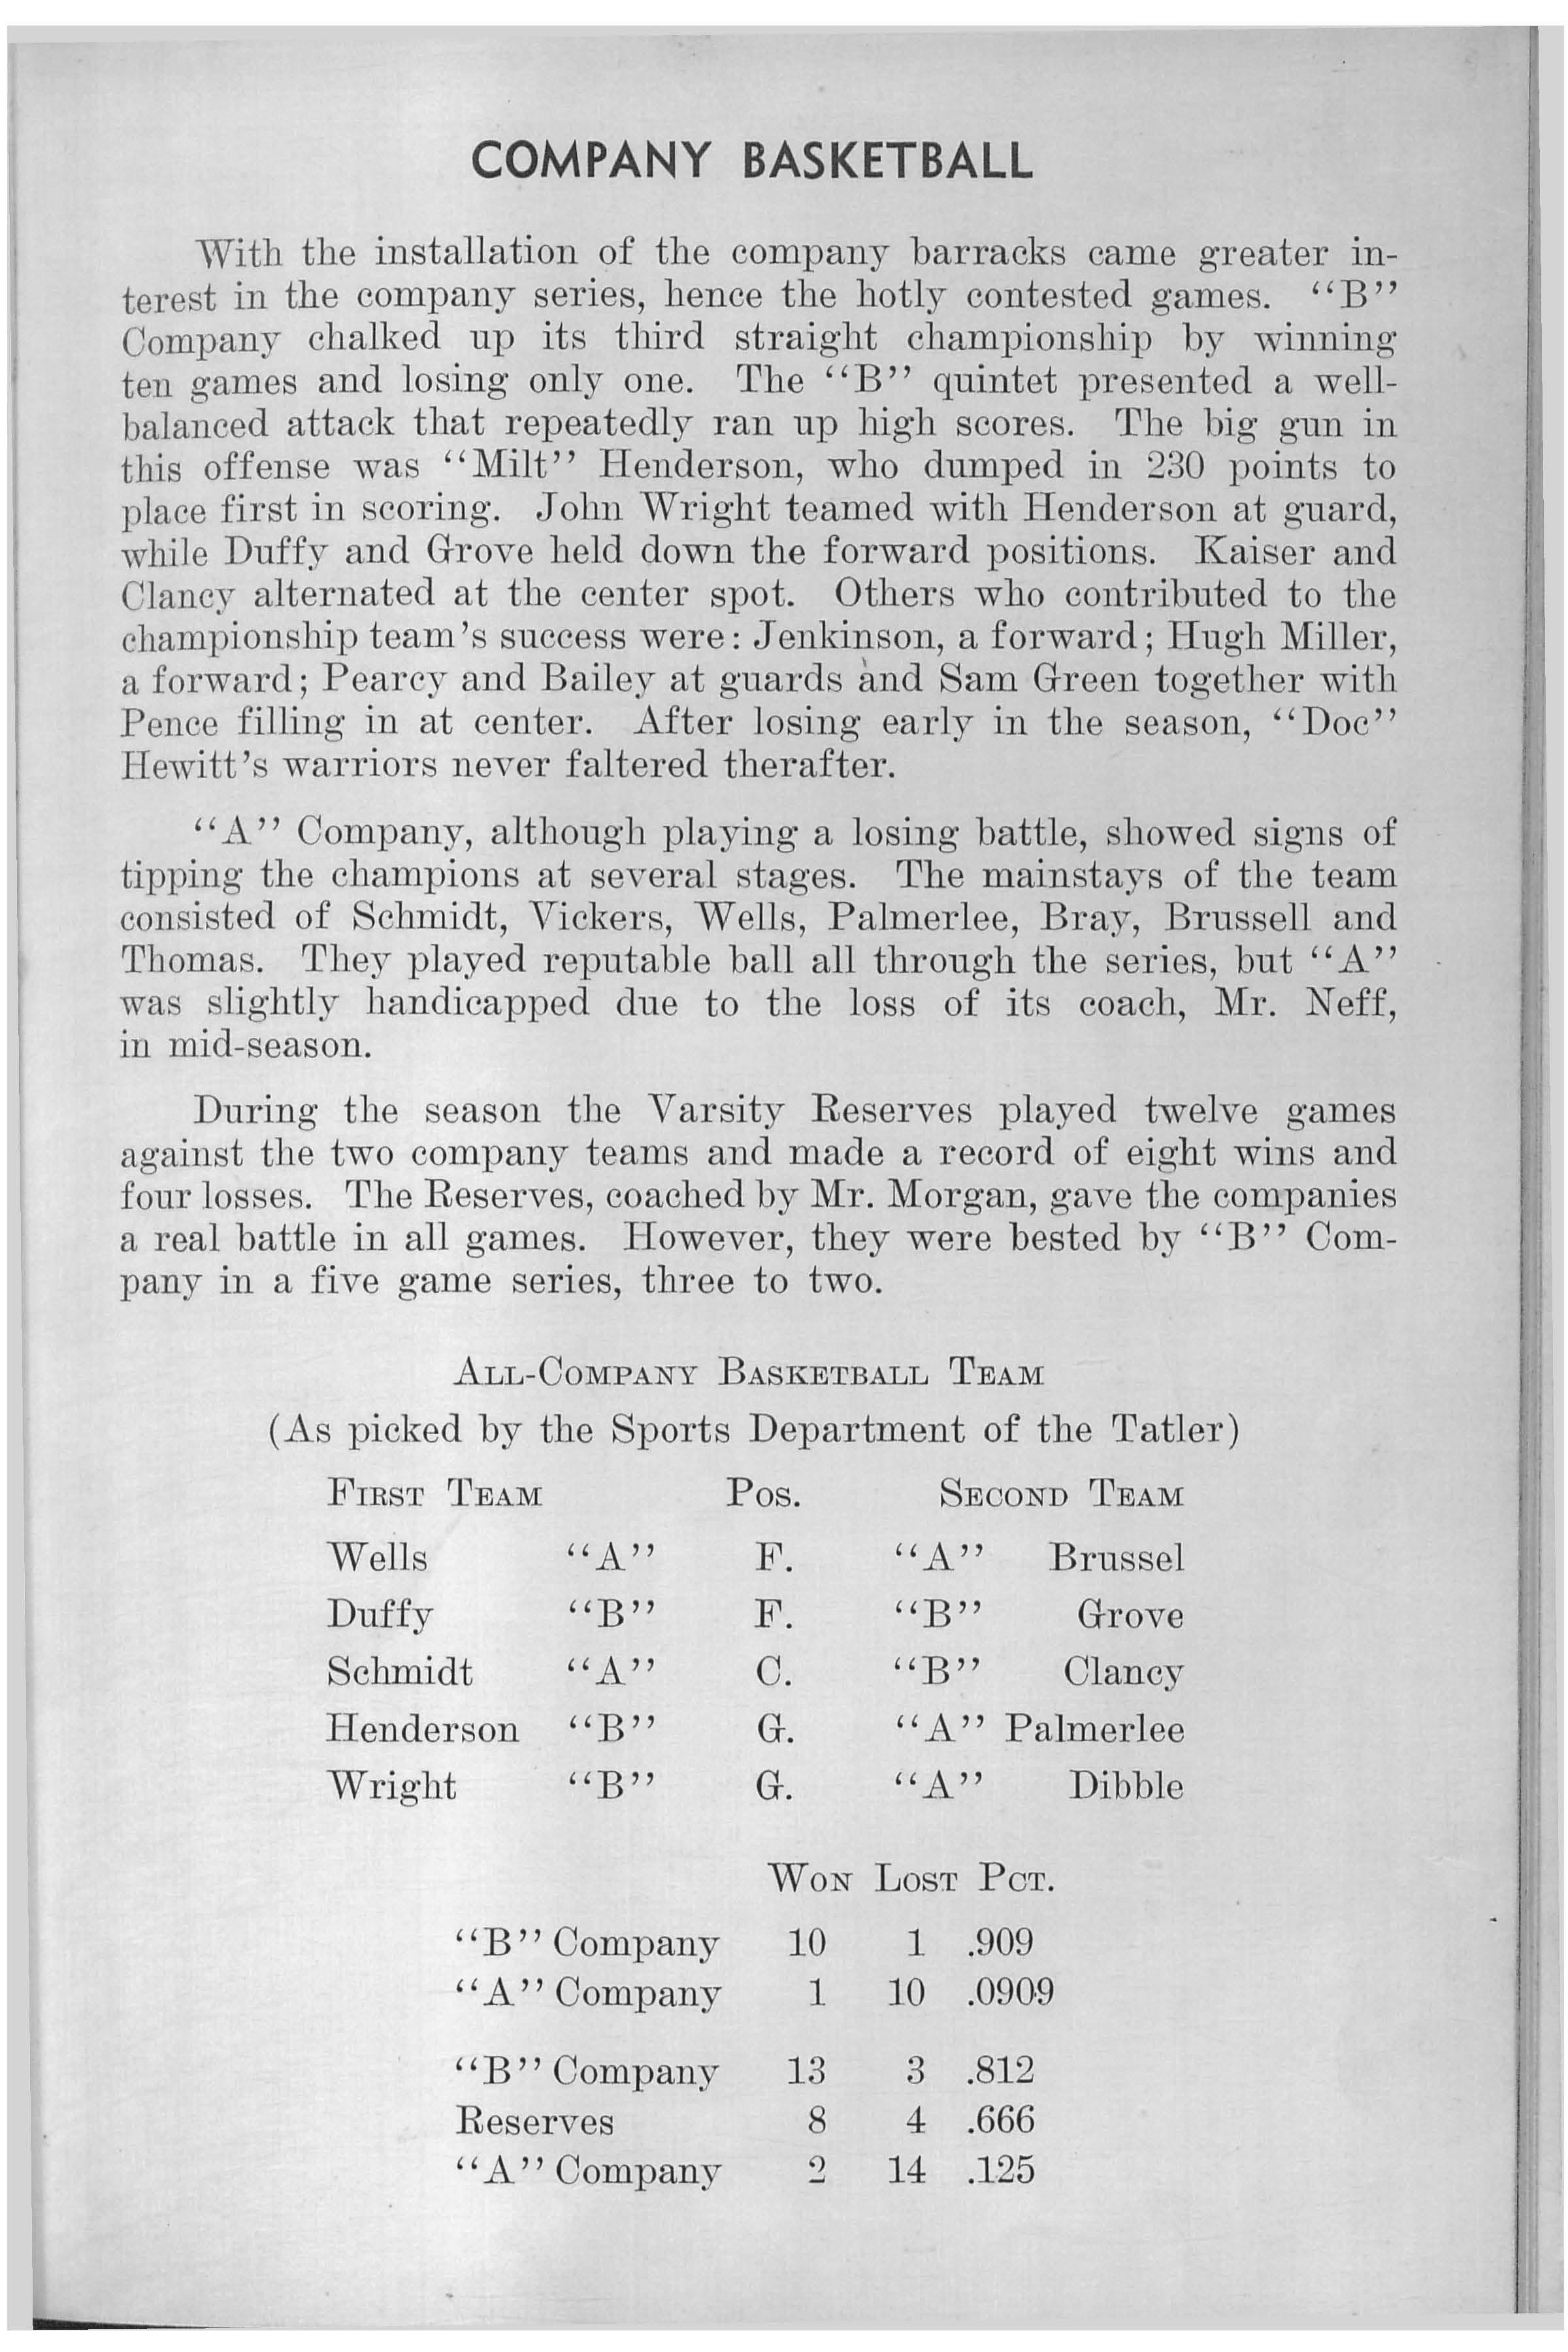 COMPANY BASKETBALL
With the installation of the company barracks came greater in-
terest in the company series, hence the hotly contested games. "B"
Company chalked up its third straight championship by winning
ten games and losing only one. The "B" quintet presented a well-
balanced attack that repeatedly ran up high scores. The big gun in
this offense was "Milt" Henderson, who dumped in 230 points to
place first in scoring. John Wright teamed with Henderson at guard,
while Duffy and Grove held down the forward positions. Kaiser and
Clancy alternated at the center spot. Others who contributed to the
championship team's success were: Jenkinson, a forward; Hugh Miller,
a forward; Pearcy and Bailey at guards and Sam Green together with
Pence filling in at center. After losing early in the season, "Doc"
Hewitt's warriors never faltered therafter.
"A" Company, although playing a losing battle, showed signs of
tipping the champions at several stages. The mainstays of the team
consisted of Schmidt, Vickers, Wells, Palmerlee, Bray, Brussell and
Thomas. They played reputable ball all through the series, but "A"
was slightly handicapped due to the loss of its coach, Mr. Neff,
in mid-season.
During the season the Varsity Reserves played twelve games
against the two company teams and made a record of eight wins and
four losses. The Reserves, coached by Mr. Morgan, gave the companies
a real battle in all games. However, they were bested by "B" Com-
pany in a five game series, three to two.
ALL-COMPANY BASKETBALL TEAM
(As picked by the Sports Department of the Tatler)
FIRST TEAM POS. SECOND TEAM
Wells "A" F. "A" Brussel
Duffy "B" F. "B" Grove
Schmidt "A" C. "B" Clancy
Henderson "B" G. "A" Palmerlee
Wright "B" G. "A" Dibble
WON LOST PCT.
"B" Company 10 1 .909
"A" Company 1 10 .0909
"B" Company 13 3 .812
Reserves 8 4 .666
"A" Company 2 14 .125